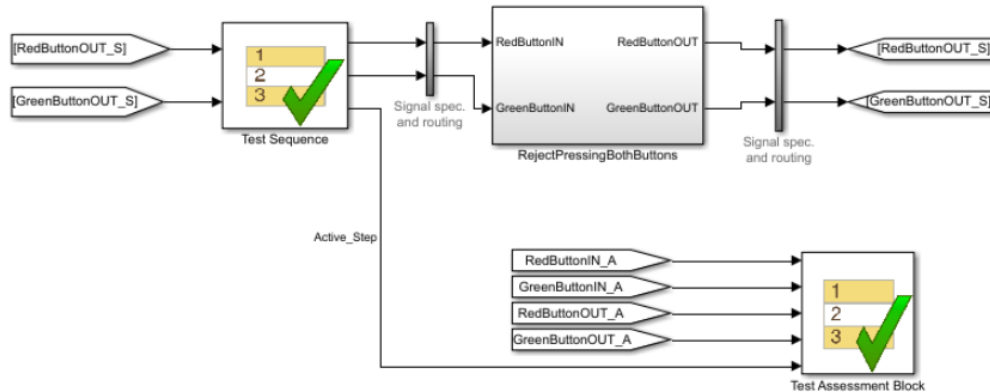 [RedButtonOUT_S]
[GreenButtonOUT_S]
1
2
3
Test Sequence
Signal spec.
and routing
RedButtonIN
RedButtonOUT
GreenButtonIN
GreenButtonOUT
RejectPressingBothButtons
Signal spec.
and routing
[RedButtonOUT_S]
[GreenButtonOUT_S]
Active_Step
RedButtonIN_A
GreenButtonIN_A
RedButtonOUT_A
GreenButtonOUT_A
1
2
3
Test Assessment Block